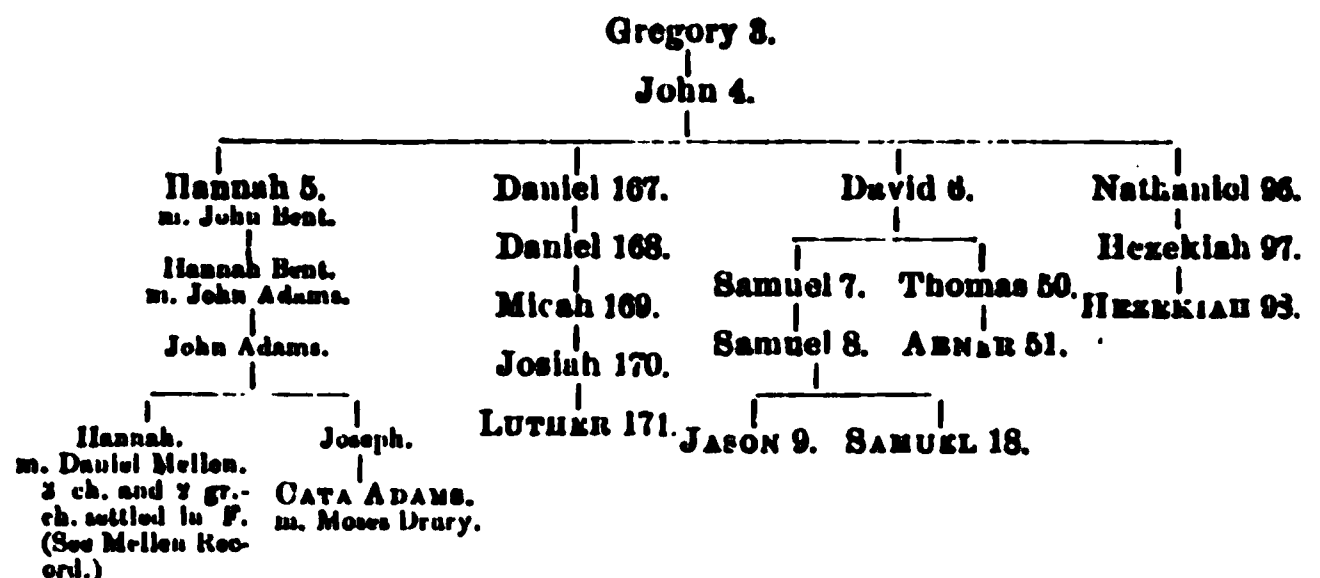 Gregory 3.
John 4.
Hannah 5. Daniel 167. David 6. Nathaniel 96.
m. John Bent.
Daniel 168. Hezekiah 97.
Hannah Bent. Samuel 7. Thomas 50.
m. John Adams. Micah 169. HEZEKIAH 98.
John Adams. Samuel 8. ABNER 51.
Josiah 170.
Hannah. Joseph. LUTHER 171. JASON 9. SAMUEL 18.
m. Daniel Mellen.
ch. and gr.-
CATA ADAMS.
ch. settled in F.
m. Moses Drury.
(See Mellen Rec-
ord.)